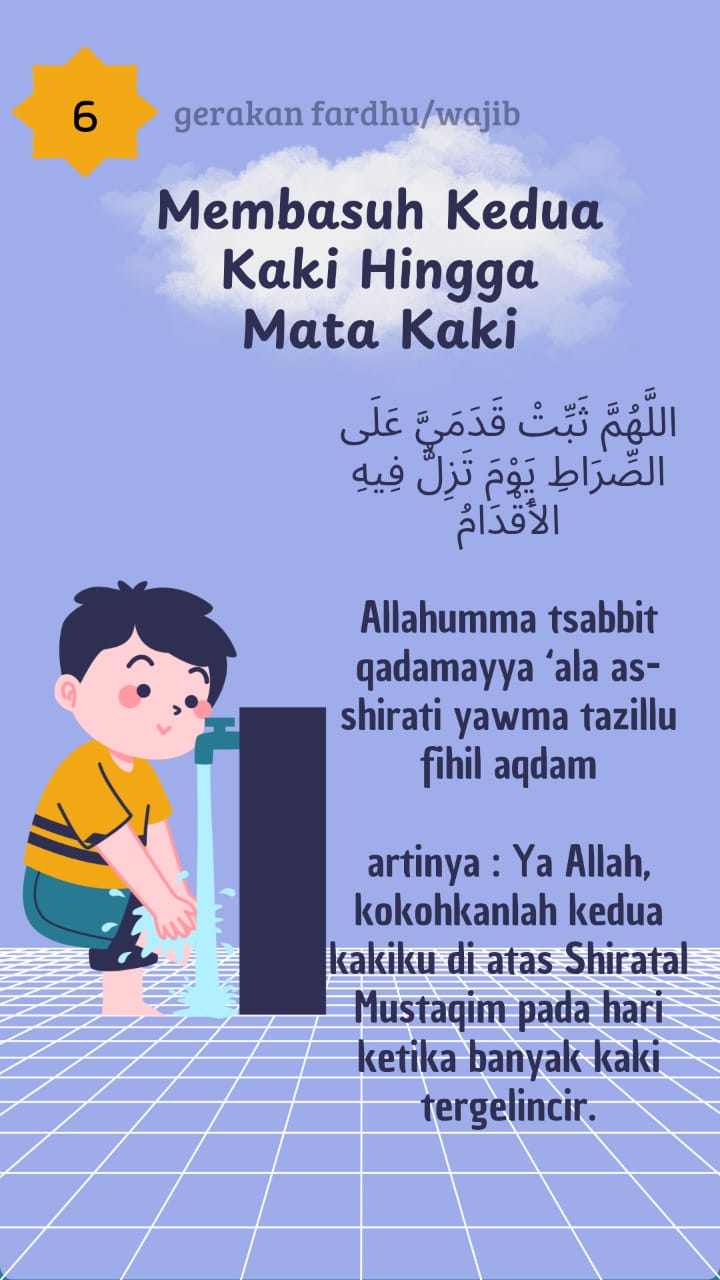 6
gerakan fardhu/wajib
Membasuh Kedua
Kaki Hingga
Mata Kaki
اللَّهُمَّ ثَبِّتْ قَدَمَيَّ عَلَى
الصِّرَاطِ يَوْمَ تَزِلُّ فِيهِ
الأَقْدَامُ
Allahumma tsabbit
qadamayya ‘ala as-
shirati yawma tazillu
fihil aqdam
artinya : Ya Allah,
kokohkanlah kedua
kakiku di atas Shiratal
Mustaqim pada hari
ketika banyak kaki
tergelincir.